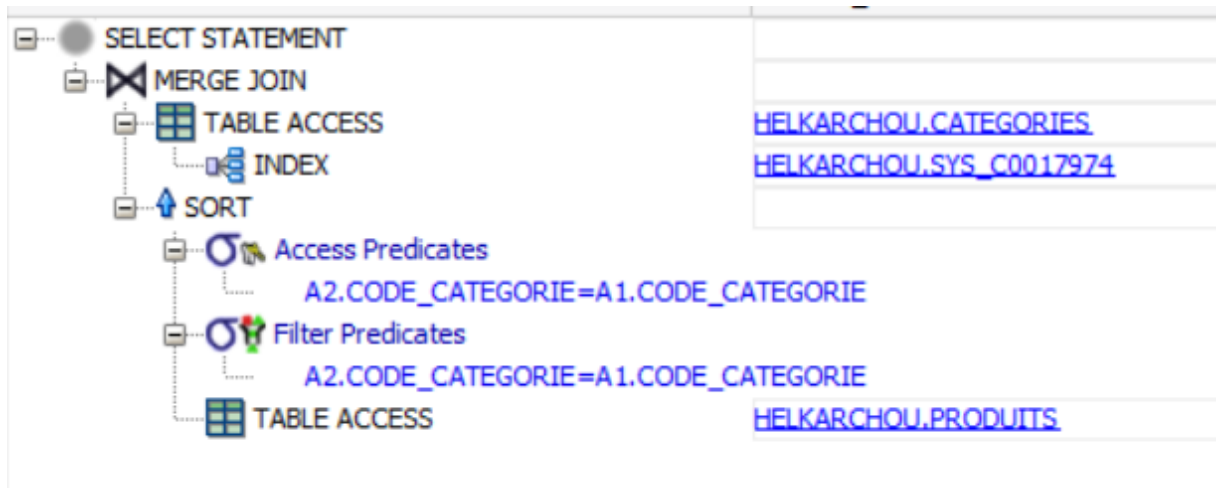 SELECT STATEMENT
MERGE JOIN
TABLE ACCESS HELKARCHOU.CATEGORIES
INDEX HELKARCHOU.SYS_C0017974
SORT
Access Predicates
A2.CODE_CATEGORIE=A1.CODE_CATEGORIE
Filter Predicates
A2.CODE_CATEGORIE=A1.CODE_CATEGORIE
TABLE ACCESS HELKARCHOU.PRODUITS